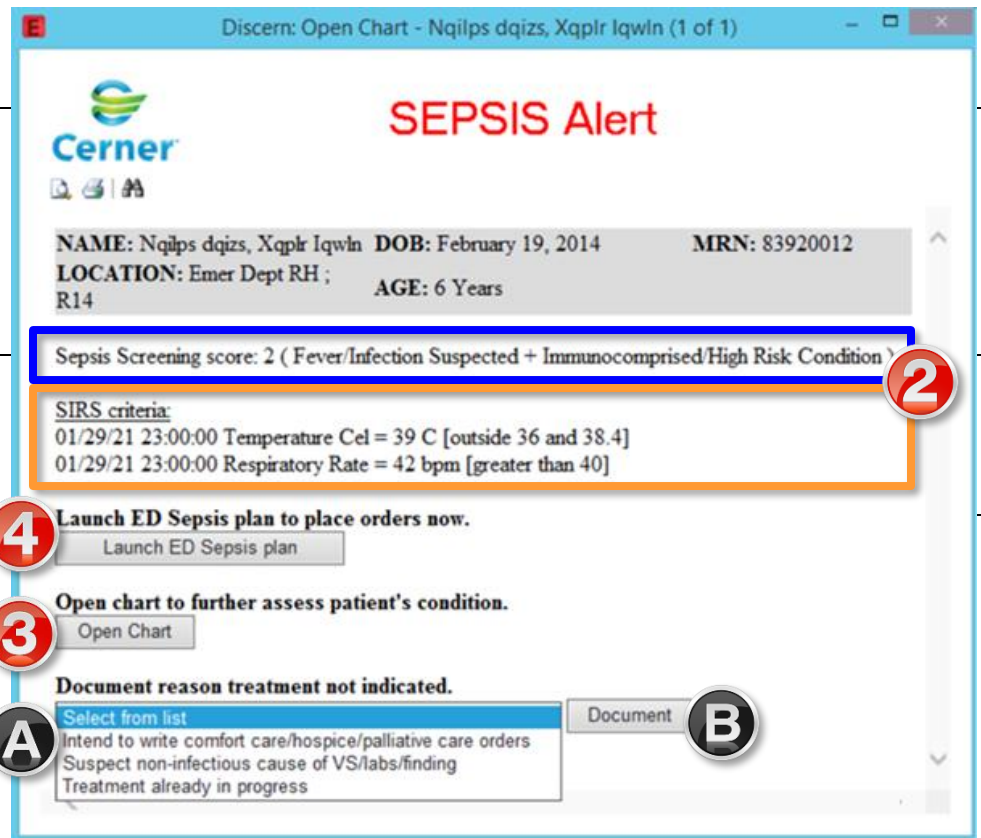 E Discern: Open Chart - Nqilps dqizs, Xqplr Iqwln (1 of 1)
Cerner
SEPSIS Alert
NAME: Nqilps dqizs, Xqplr Iqwln DOB: February 19, 2014 MRN: 83920012
LOCATION: Emer Dept RH ;
R14
AGE: 6 Years
Sepsis Screening score: 2 ( Fever/Infection Suspected + Immunocomprised/High Risk Condition )
2
SIRS criteria:
01/29/21 23:00:00 Temperature Cel = 39 C [outside 36 and 38.4]
01/29/21 23:00:00 Respiratory Rate = 42 bpm [greater than 40]
4
Launch ED Sepsis plan to place orders now.
Launch ED Sepsis plan
3
Open chart to further assess patient's condition.
Open Chart
Document reason treatment not indicated.
A
Select from list
Document
B
Intend to write comfort care/hospice/palliative care orders
Suspect non-infectious cause of VS/labs/finding
Treatment already in progress